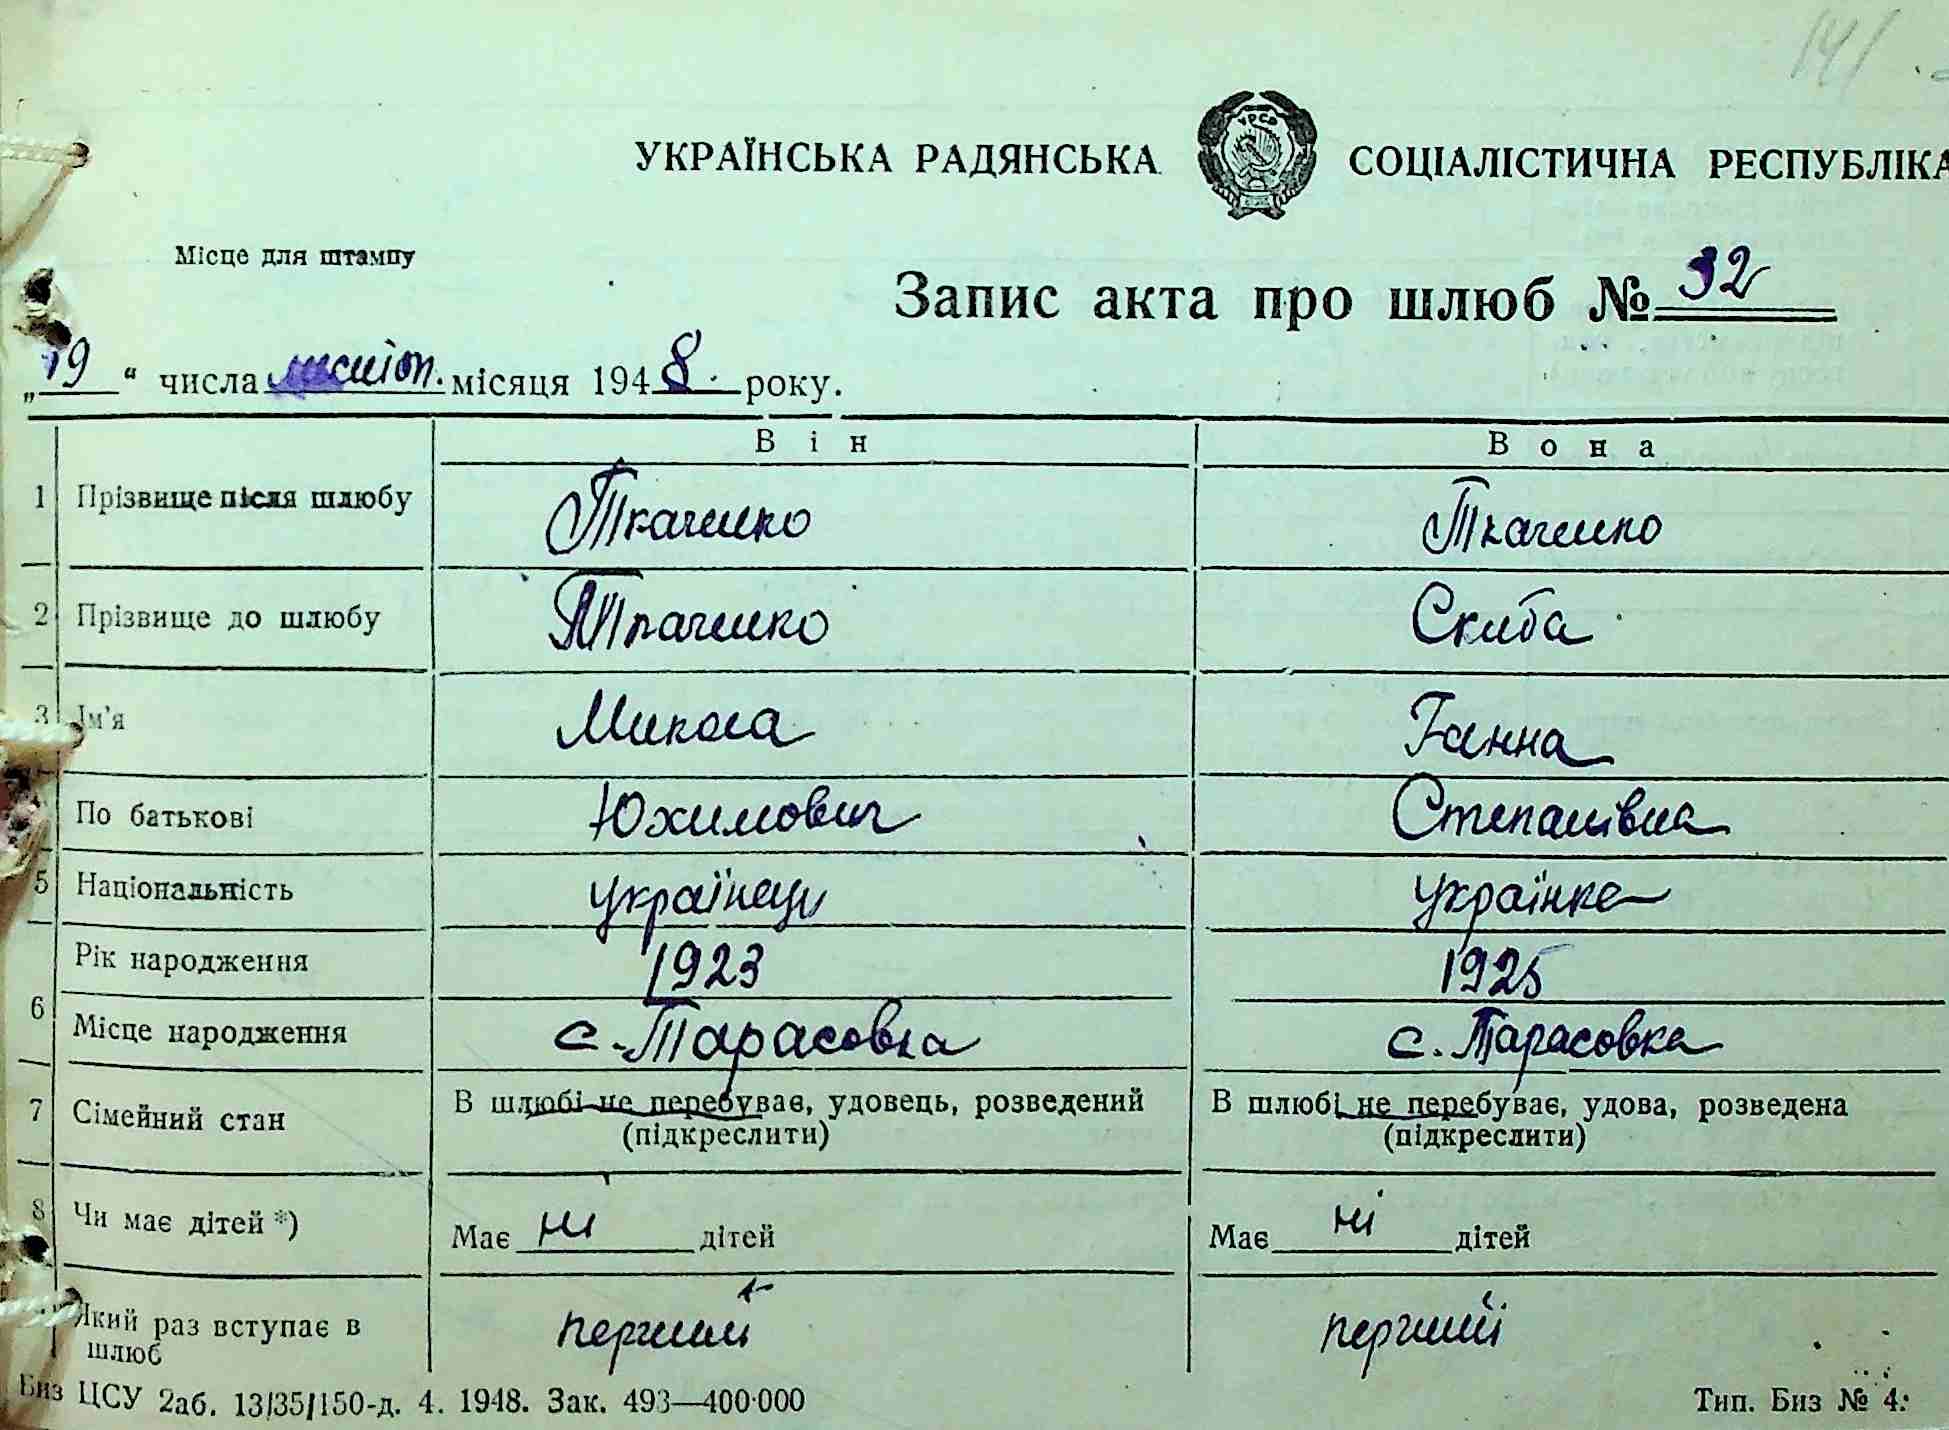 141
УКРАЇНСЬКА РАДЯНСЬКА СОЦІАЛІСТИЧНА РЕСПУБЛІКА
УРСР
Місце для штампу
Запис акта про шлюб № 32
„19“ числа листоп. місяця 1948. року.
Він Вона
1 Прізвище після шлюбу Ткаченко Ткаченко
2 Прізвище до шлюбу Ткаченко Скиба
3 Ім'я Микола Ганна
По батькові Юхимович Степанівна
5 Національність українець українка
Рік народження 1923 1925
6
Місце народження с. Тарасовка с. Тарасовка
7 Сімейний стан В шлюбі не перебуває, удовець, розведений В шлюбі не перебуває, удова, розведена
(підкреслити) (підкреслити)
8 Чи має дітей *) Має ні дітей Має ні дітей
Який раз вступає в перший перший
шлюб
Биз ЦСУ 2аб. 13/35/150-д. 4. 1948. Зак. 493—400·000 Тип. Биз № 4.